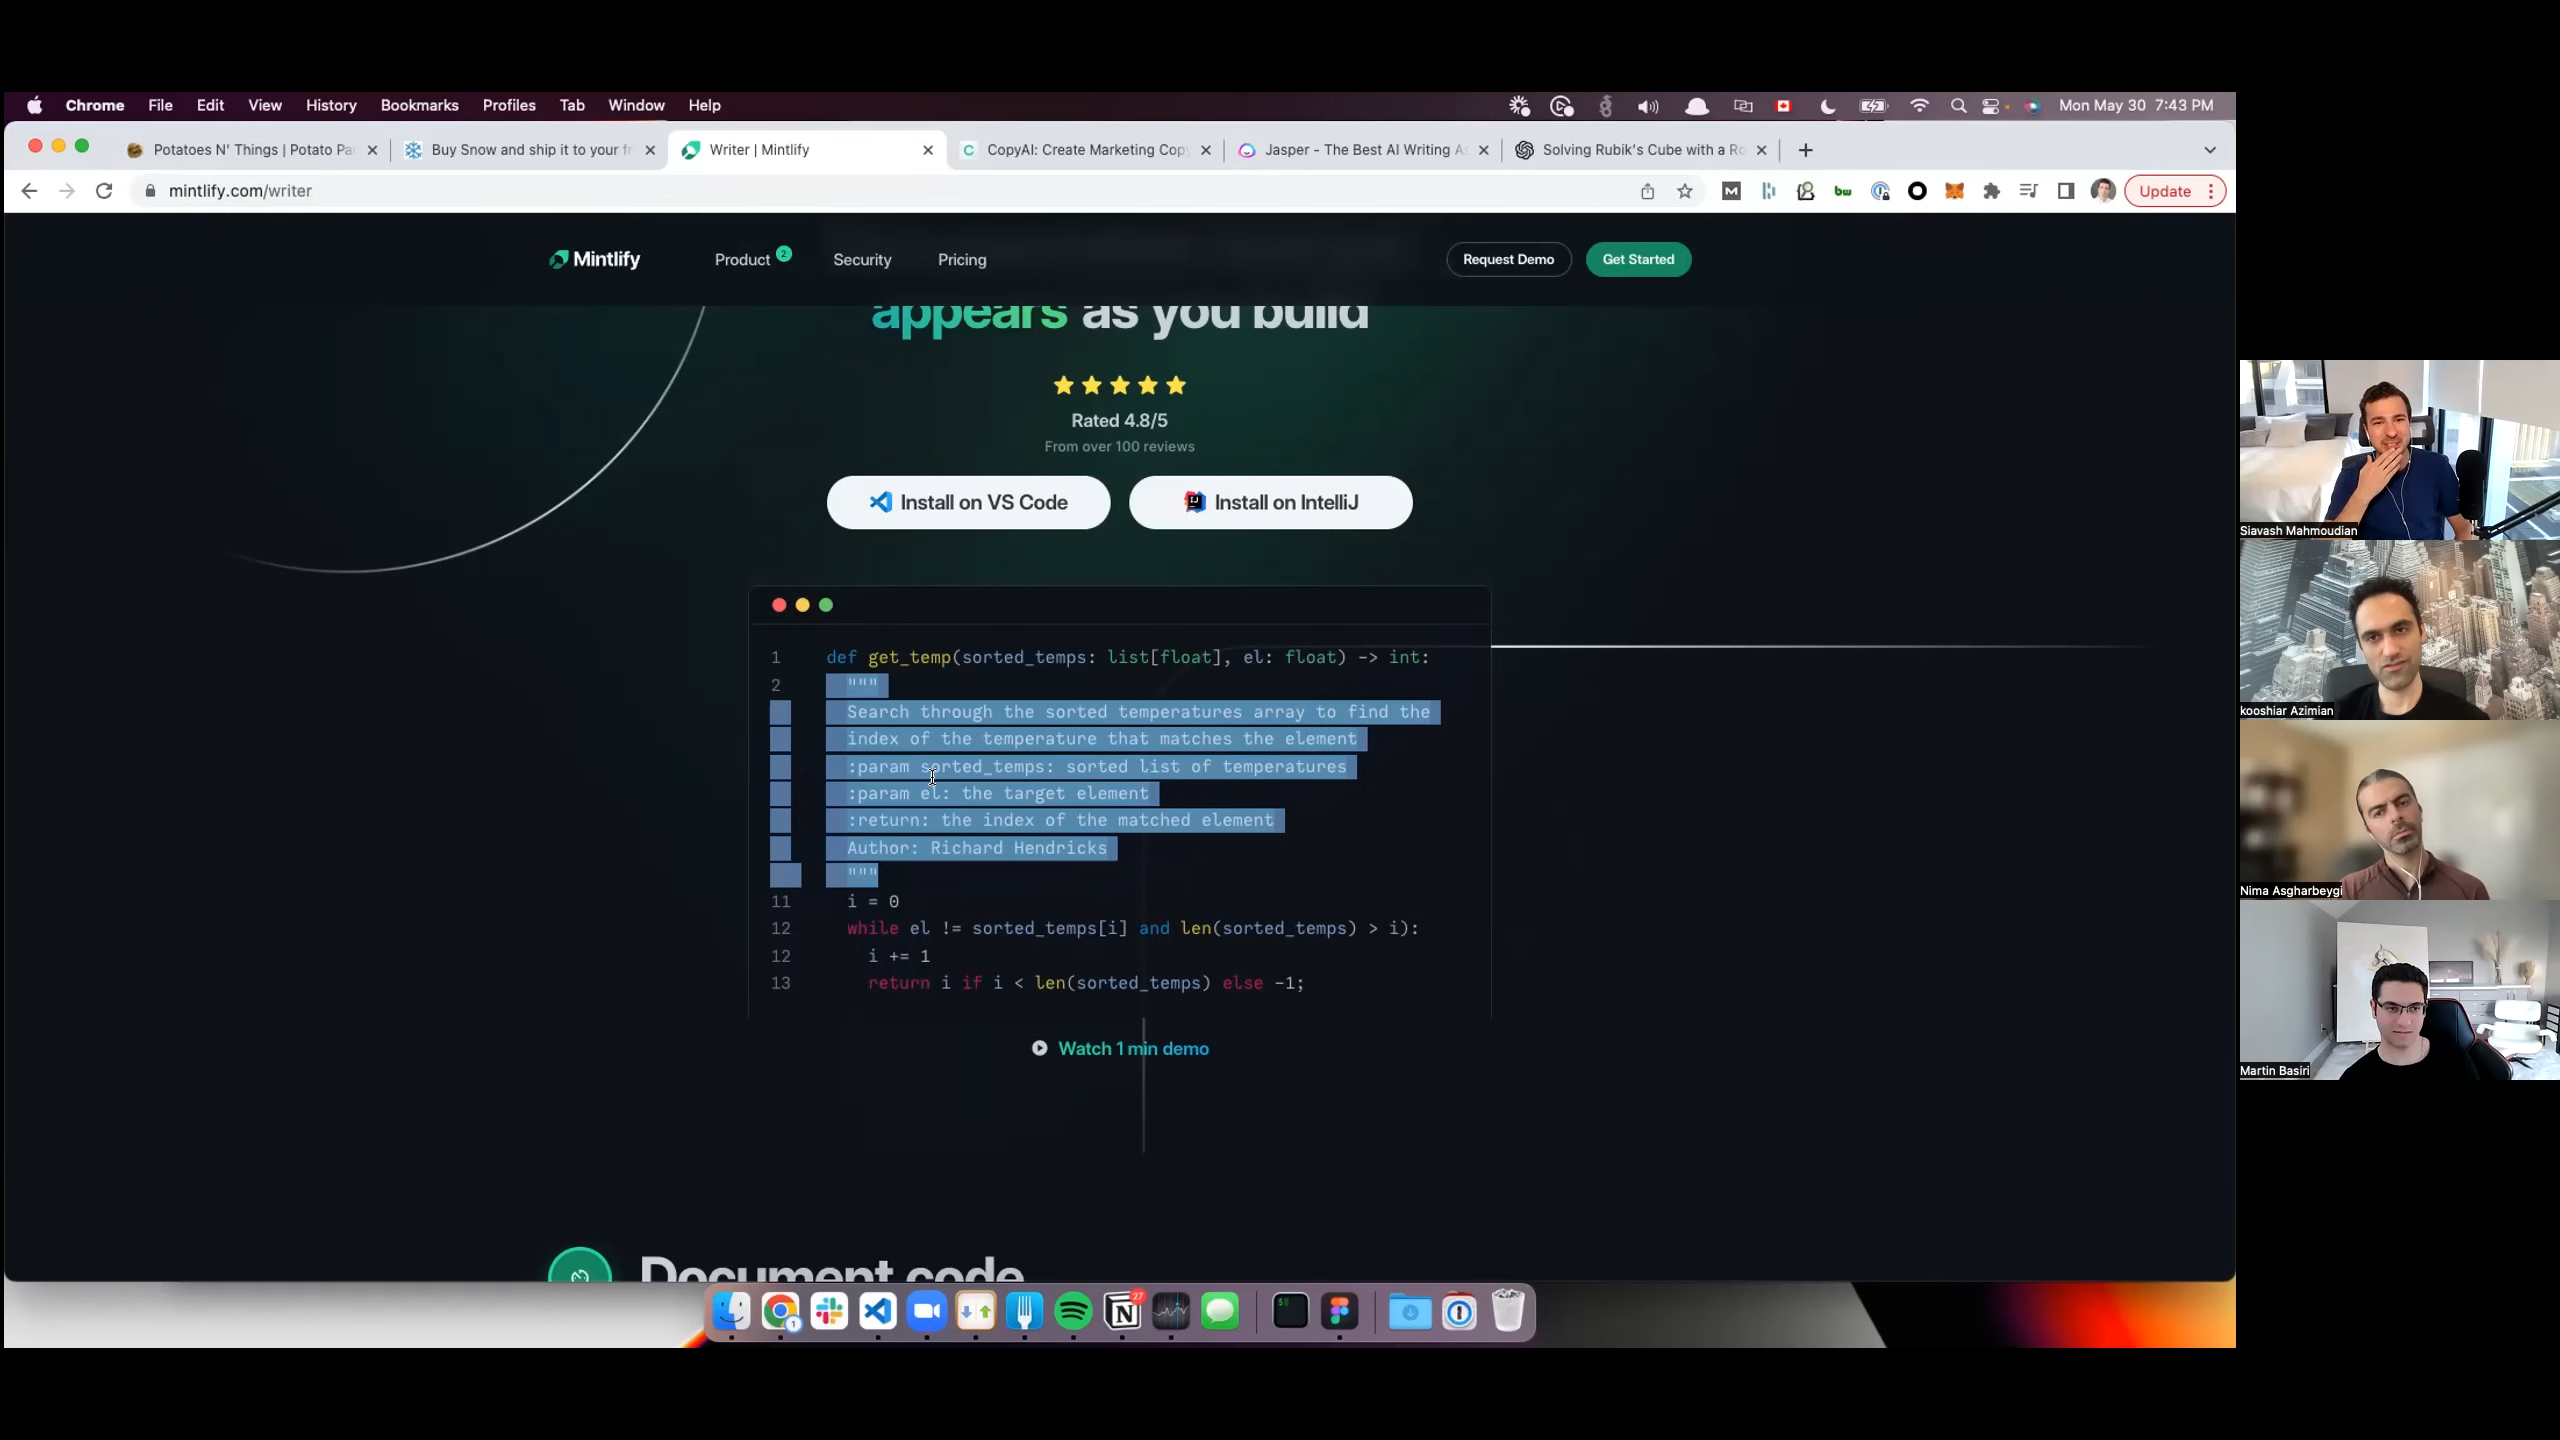 Chrome File Edit View History Bookmarks Profiles Tab Window Help Mon May 30 7:43 PM
Potatoes N' Things | Potato Pa Buy Snow and ship it to your fr Writer | Mintlify CopyAI: Create Marketing Cop Jasper - The Best AI Writing As Solving Rubik's Cube with a Ro
mintlify.com/writer Update
Mintlify Product 2 Security Pricing Request Demo Get Started
appears as you build
Rated 4.8/5
From over 100 reviews
Install on VS Code Install on IntelliJ
1 def get_temp(sorted_temps: list[float], el: float) -> int:
2 """
Search through the sorted temperatures array to find the
index of the temperature that matches the element
:param sorted_temps: sorted list of temperatures
:param el: the target element
:return: the index of the matched element
Author: Richard Hendricks
"""
11 i = 0
12 while el != sorted_temps[i] and len(sorted_temps) > i):
12 i += 1
13 return i if i < len(sorted_temps) else -1;
Watch 1 min demo
Document code
27
1
Siavash Mahmoudian
kooshiar Azimian
Nima Asgharbeygi
Martin Basiri